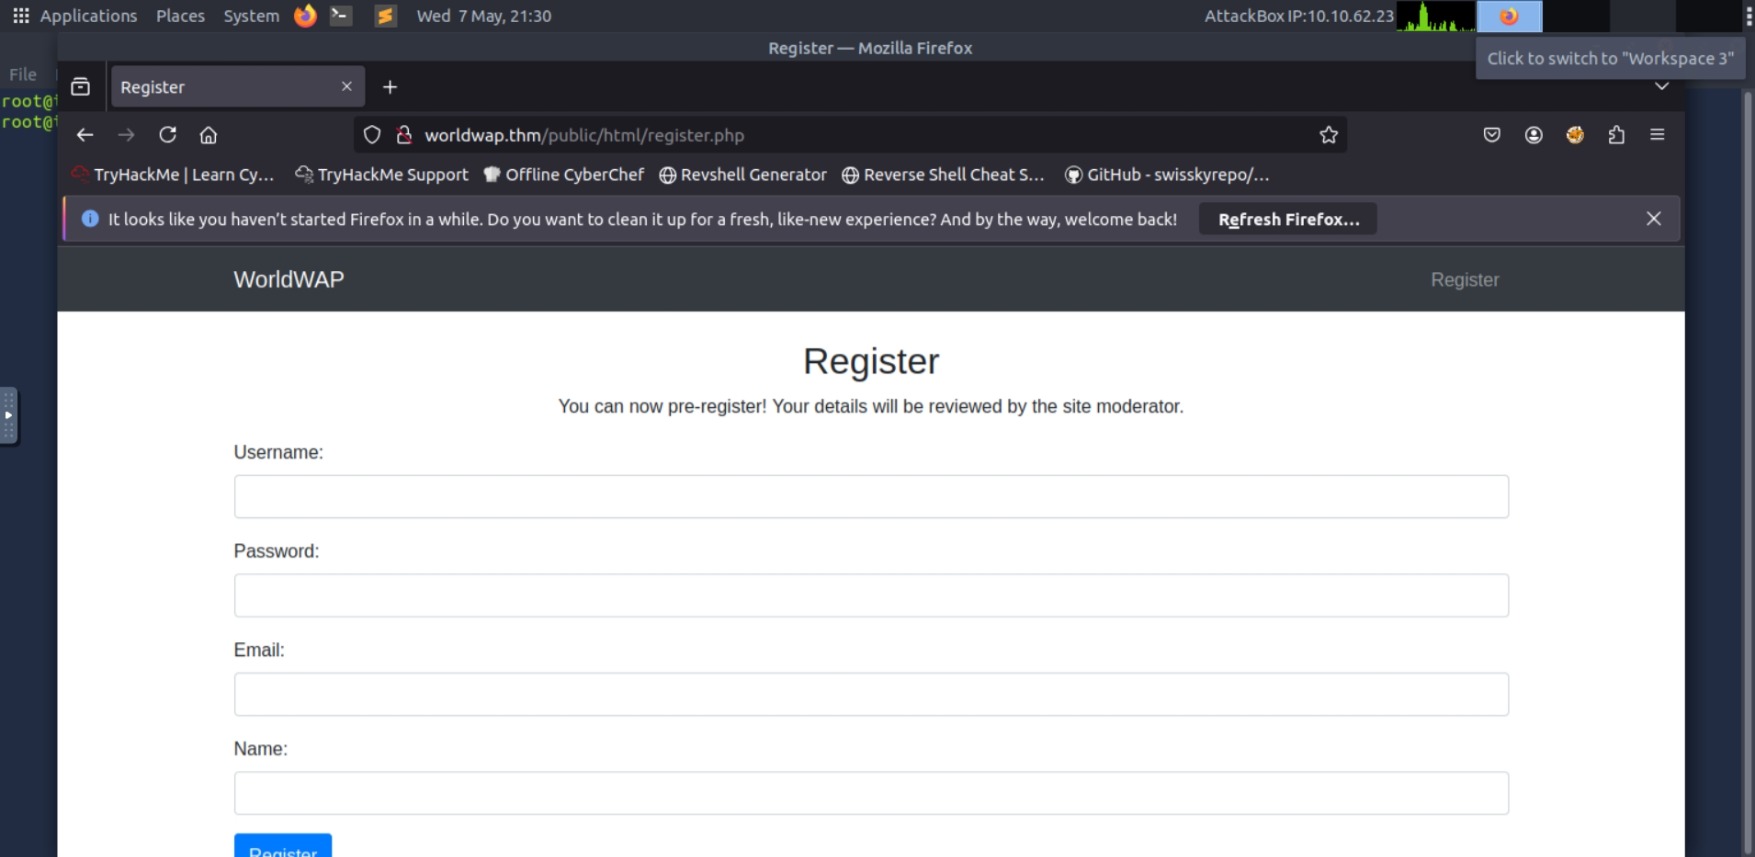 Applications Places System Wed 7 May, 21:30 AttackBox IP:10.10.62.23
Register — Mozilla Firefox
Click to switch to "Workspace 3"
File
Register
root@
root@
worldwap.thm/public/html/register.php
TryHackMe | Learn Cy... TryHackMe Support Offline CyberChef Revshell Generator Reverse Shell Cheat S... GitHub - swisskyrepo/...
It looks like you haven't started Firefox in a while. Do you want to clean it up for a fresh, like-new experience? And by the way, welcome back! Refresh Firefox...
WorldWAP Register
Register
You can now pre-register! Your details will be reviewed by the site moderator.
Username:
Password:
Email:
Name:
Register